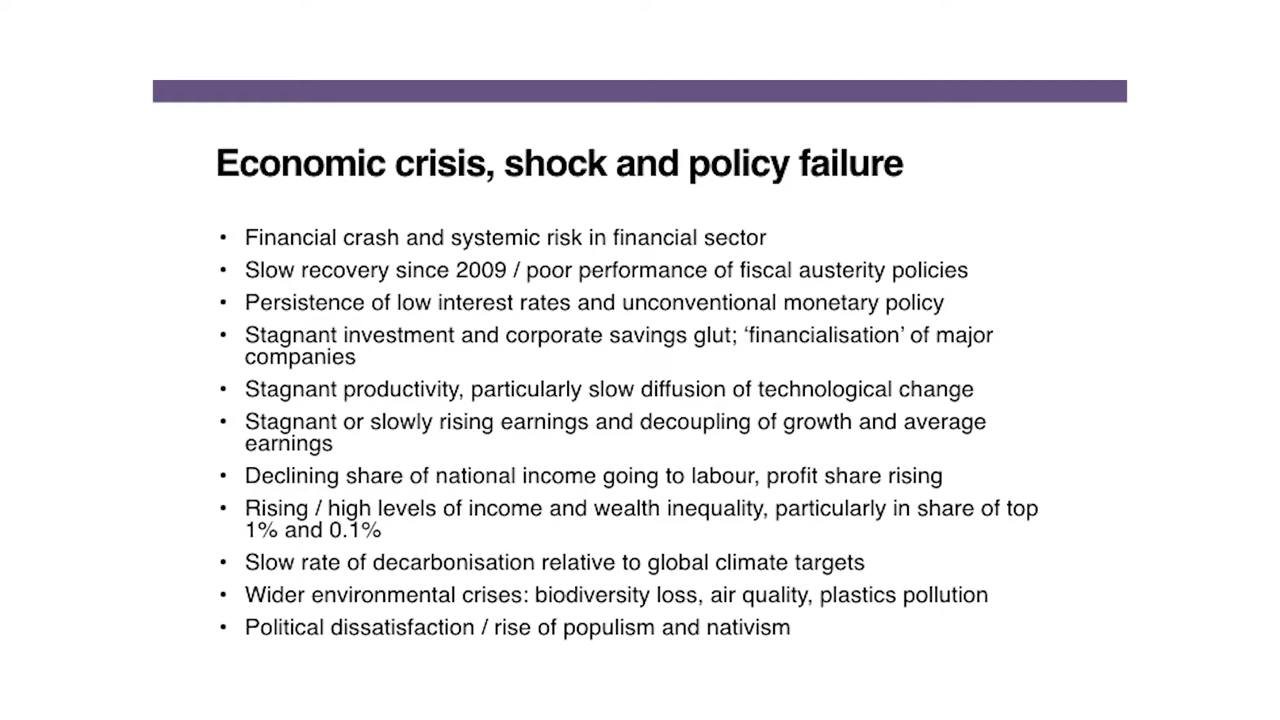 Economic crisis, shock and policy failure
• Financial crash and systemic risk in financial sector
• Slow recovery since 2009 / poor performance of fiscal austerity policies
• Persistence of low interest rates and unconventional monetary policy
• Stagnant investment and corporate savings glut; ‘financialisation’ of major
companies
• Stagnant productivity, particularly slow diffusion of technological change
• Stagnant or slowly rising earnings and decoupling of growth and average
earnings
• Declining share of national income going to labour, profit share rising
• Rising / high levels of income and wealth inequality, particularly in share of top
1% and 0.1%
• Slow rate of decarbonisation relative to global climate targets
• Wider environmental crises: biodiversity loss, air quality, plastics pollution
• Political dissatisfaction / rise of populism and nativism